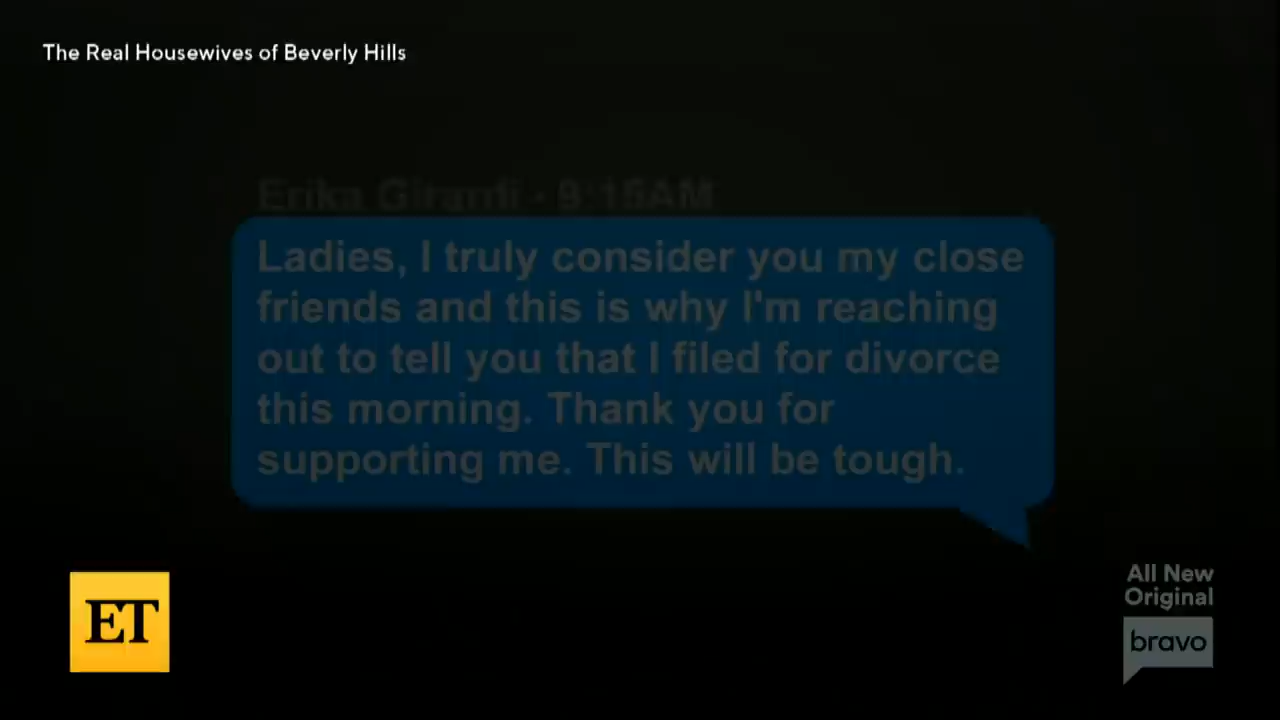 The Real Housewives of Beverly Hills
Erika Girardi - 9:15AM
Ladies, I truly consider you my close
friends and this is why I'm reaching
out to tell you that I filed for divorce
this morning. Thank you for
supporting me. This will be tough.
ET
All New
Original
bravo